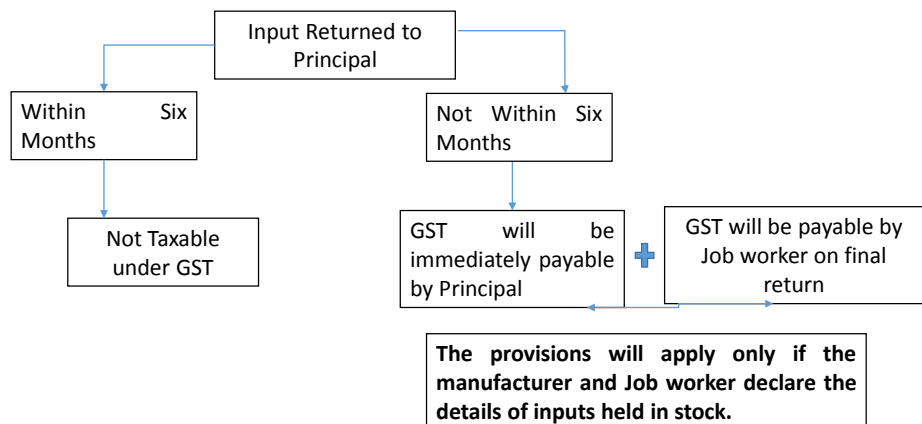 Input Returned to
Principal
Within Six
Months
Not Within Six
Months
Not Taxable
under GST
GST will be
immediately payable
by Principal
GST will be payable by
Job worker on final
return
The provisions will apply only if the
manufacturer and Job worker declare the
details of inputs held in stock.